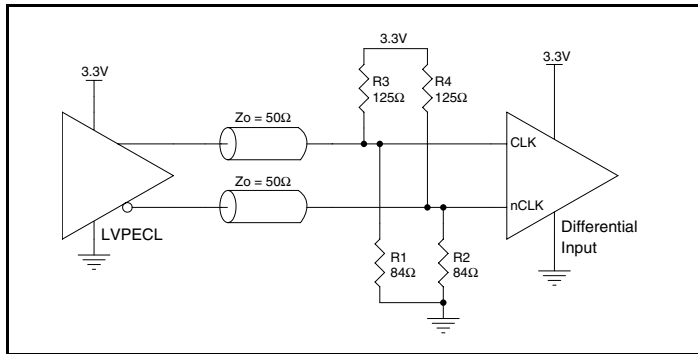 3.3V
3.3V
3.3V
R3
125Ω
R4
125Ω
Zo = 50Ω
CLK
Zo = 50Ω
nCLK
LVPECL
Differential
Input
R1
84Ω
R2
84Ω